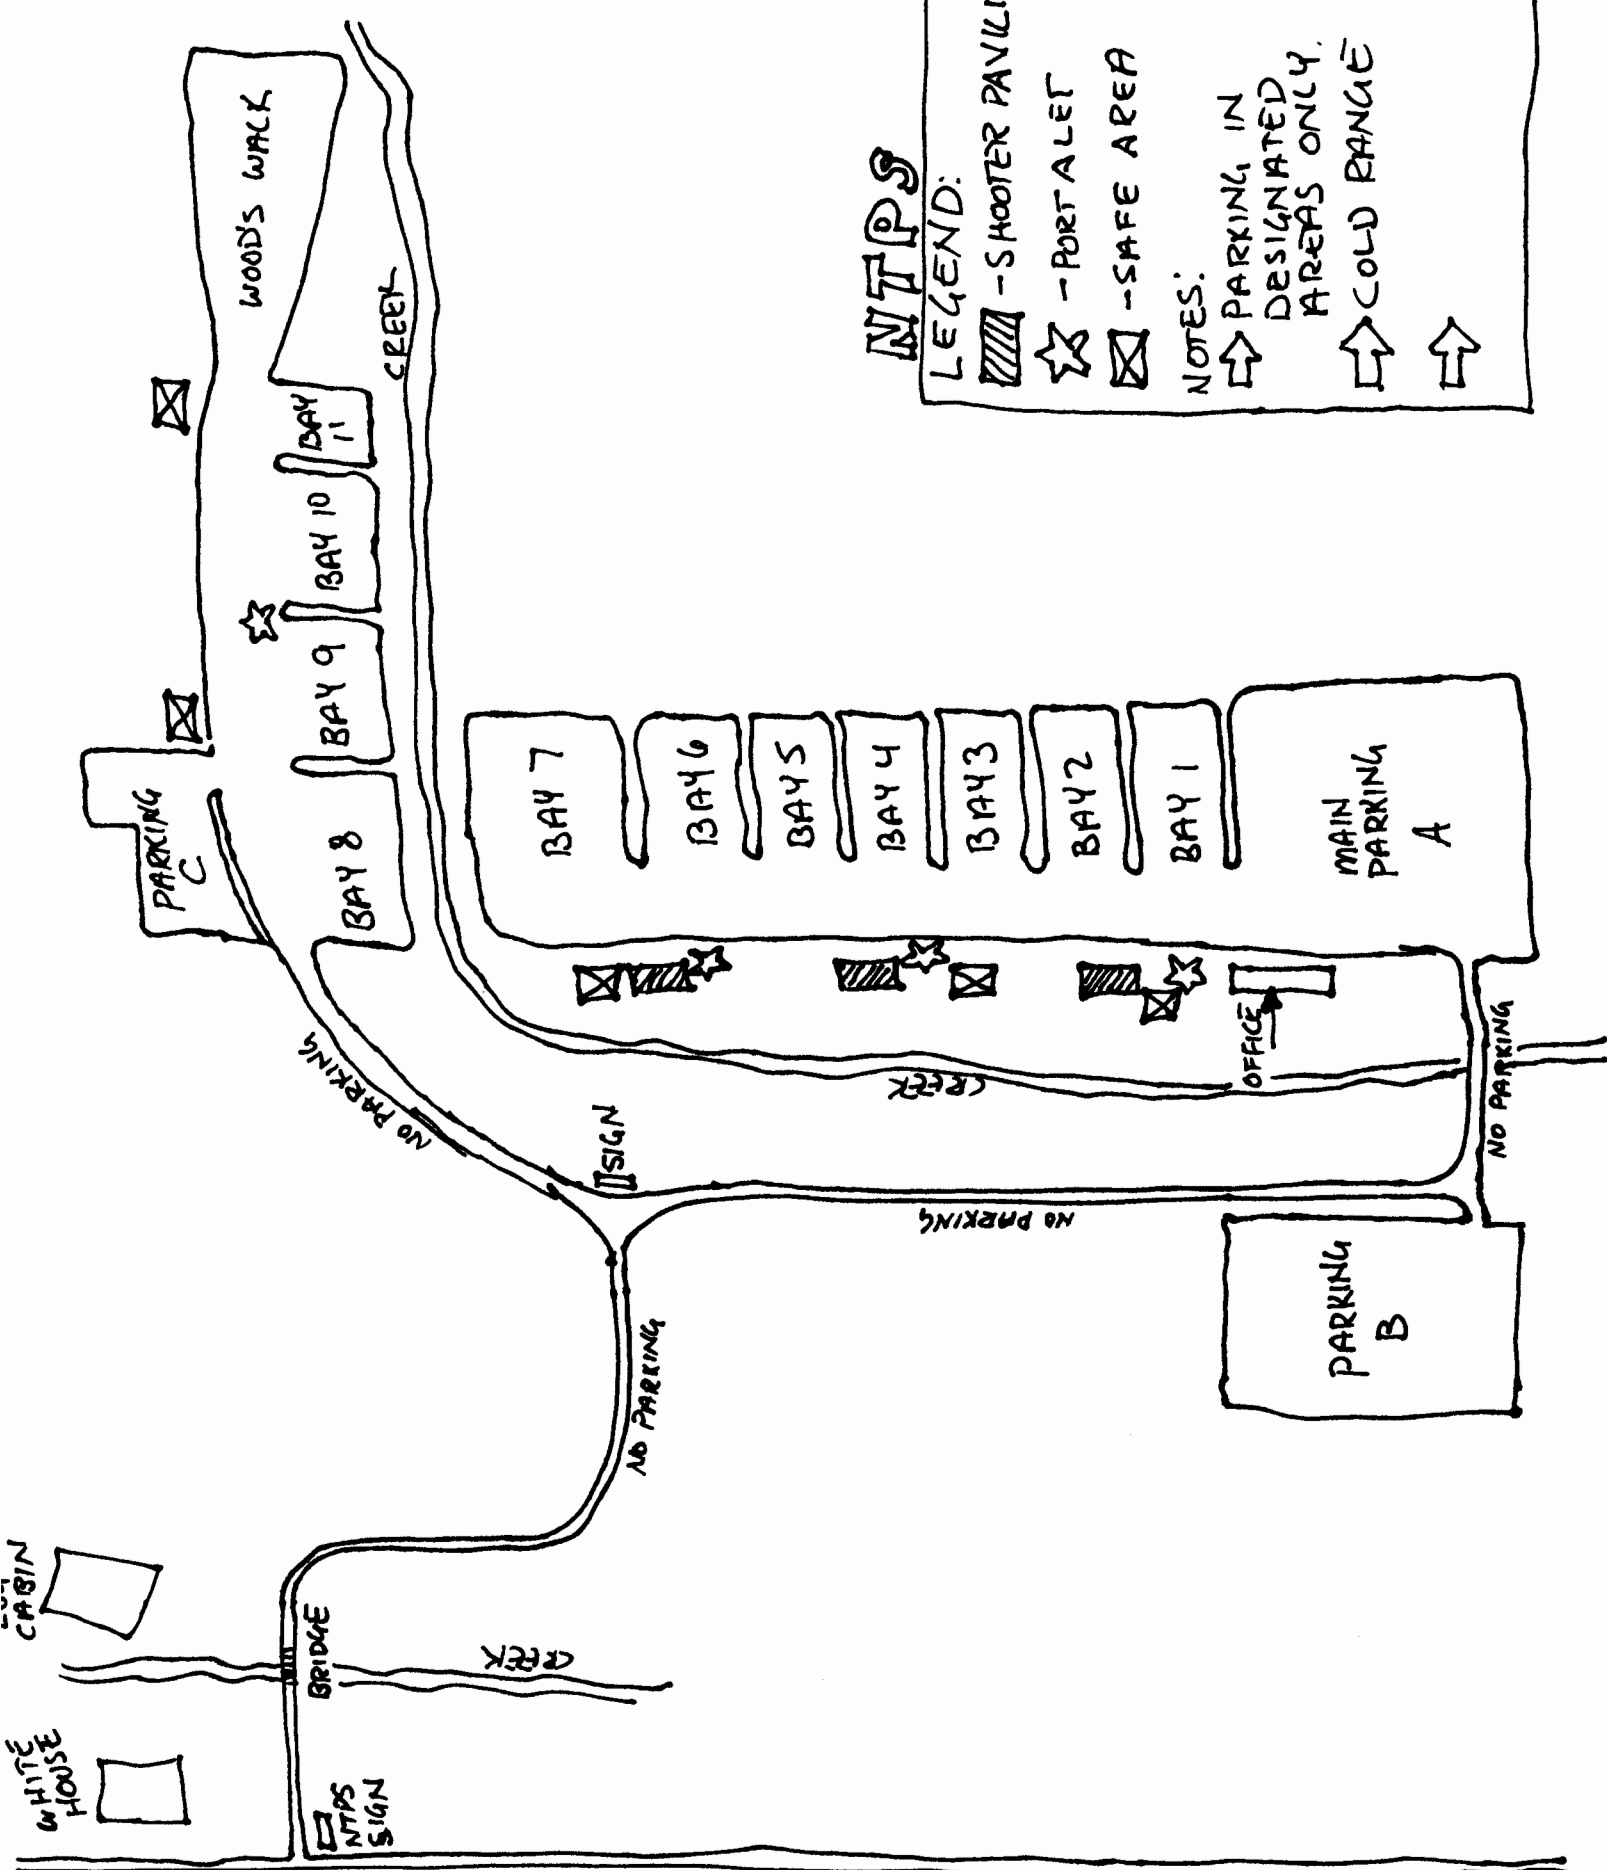 WOODS WALK
CREEK
BAY
11
BAY 10
BAY 9
BAY 8
PARKING
C
NO PARKING
BAY 7
BAY 6
BAY 5
BAY 4
BAY 3
BAY 2
BAY 1
MAIN
PARKING
A
OFFICE
CREEK
NO PARKING
SIGN
NO PARKING
PARKING
B
NO PARKING
CABIN
BRIDGE
CREEK
WHITE
HOUSE
NTPS
SIGN
NTPS
LEGEND:
-SHOOTER
-PORTALET
-SAFE AREA
NOTES:
PARKING IN
DESIGNATED
AREAS ONLY.
COLD RANGE